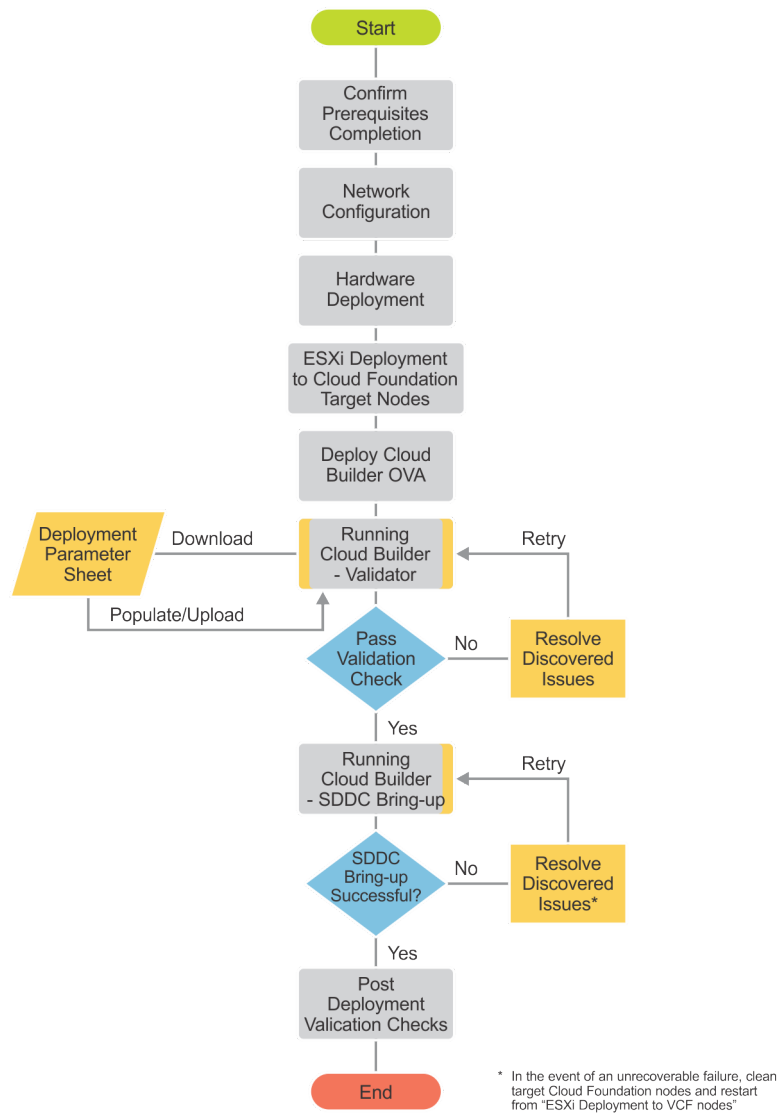 Start
Confirm
Prerequisites
Completion
Network
Configuration
Hardware
Deployment
ESXi Deployment
to Cloud Foundation
Target Nodes
Deploy Cloud
Builder OVA
Deployment
Parameter
Sheet
Download
Populate/Upload
Running
Cloud Builder
- Validator
Retry
Pass
Validation
Check
No
Resolve
Discovered
Issues
Yes
Running
Cloud Builder
- SDDC Bring-up
Retry
SDDC
Bring-up
Successful?
No
Resolve
Discovered
Issues*
Yes
Post
Deployment
Valication Checks
End
* In the event of an unrecoverable failure, clean
target Cloud Foundation nodes and restart
from “ESXi Deployment to VCF nodes”